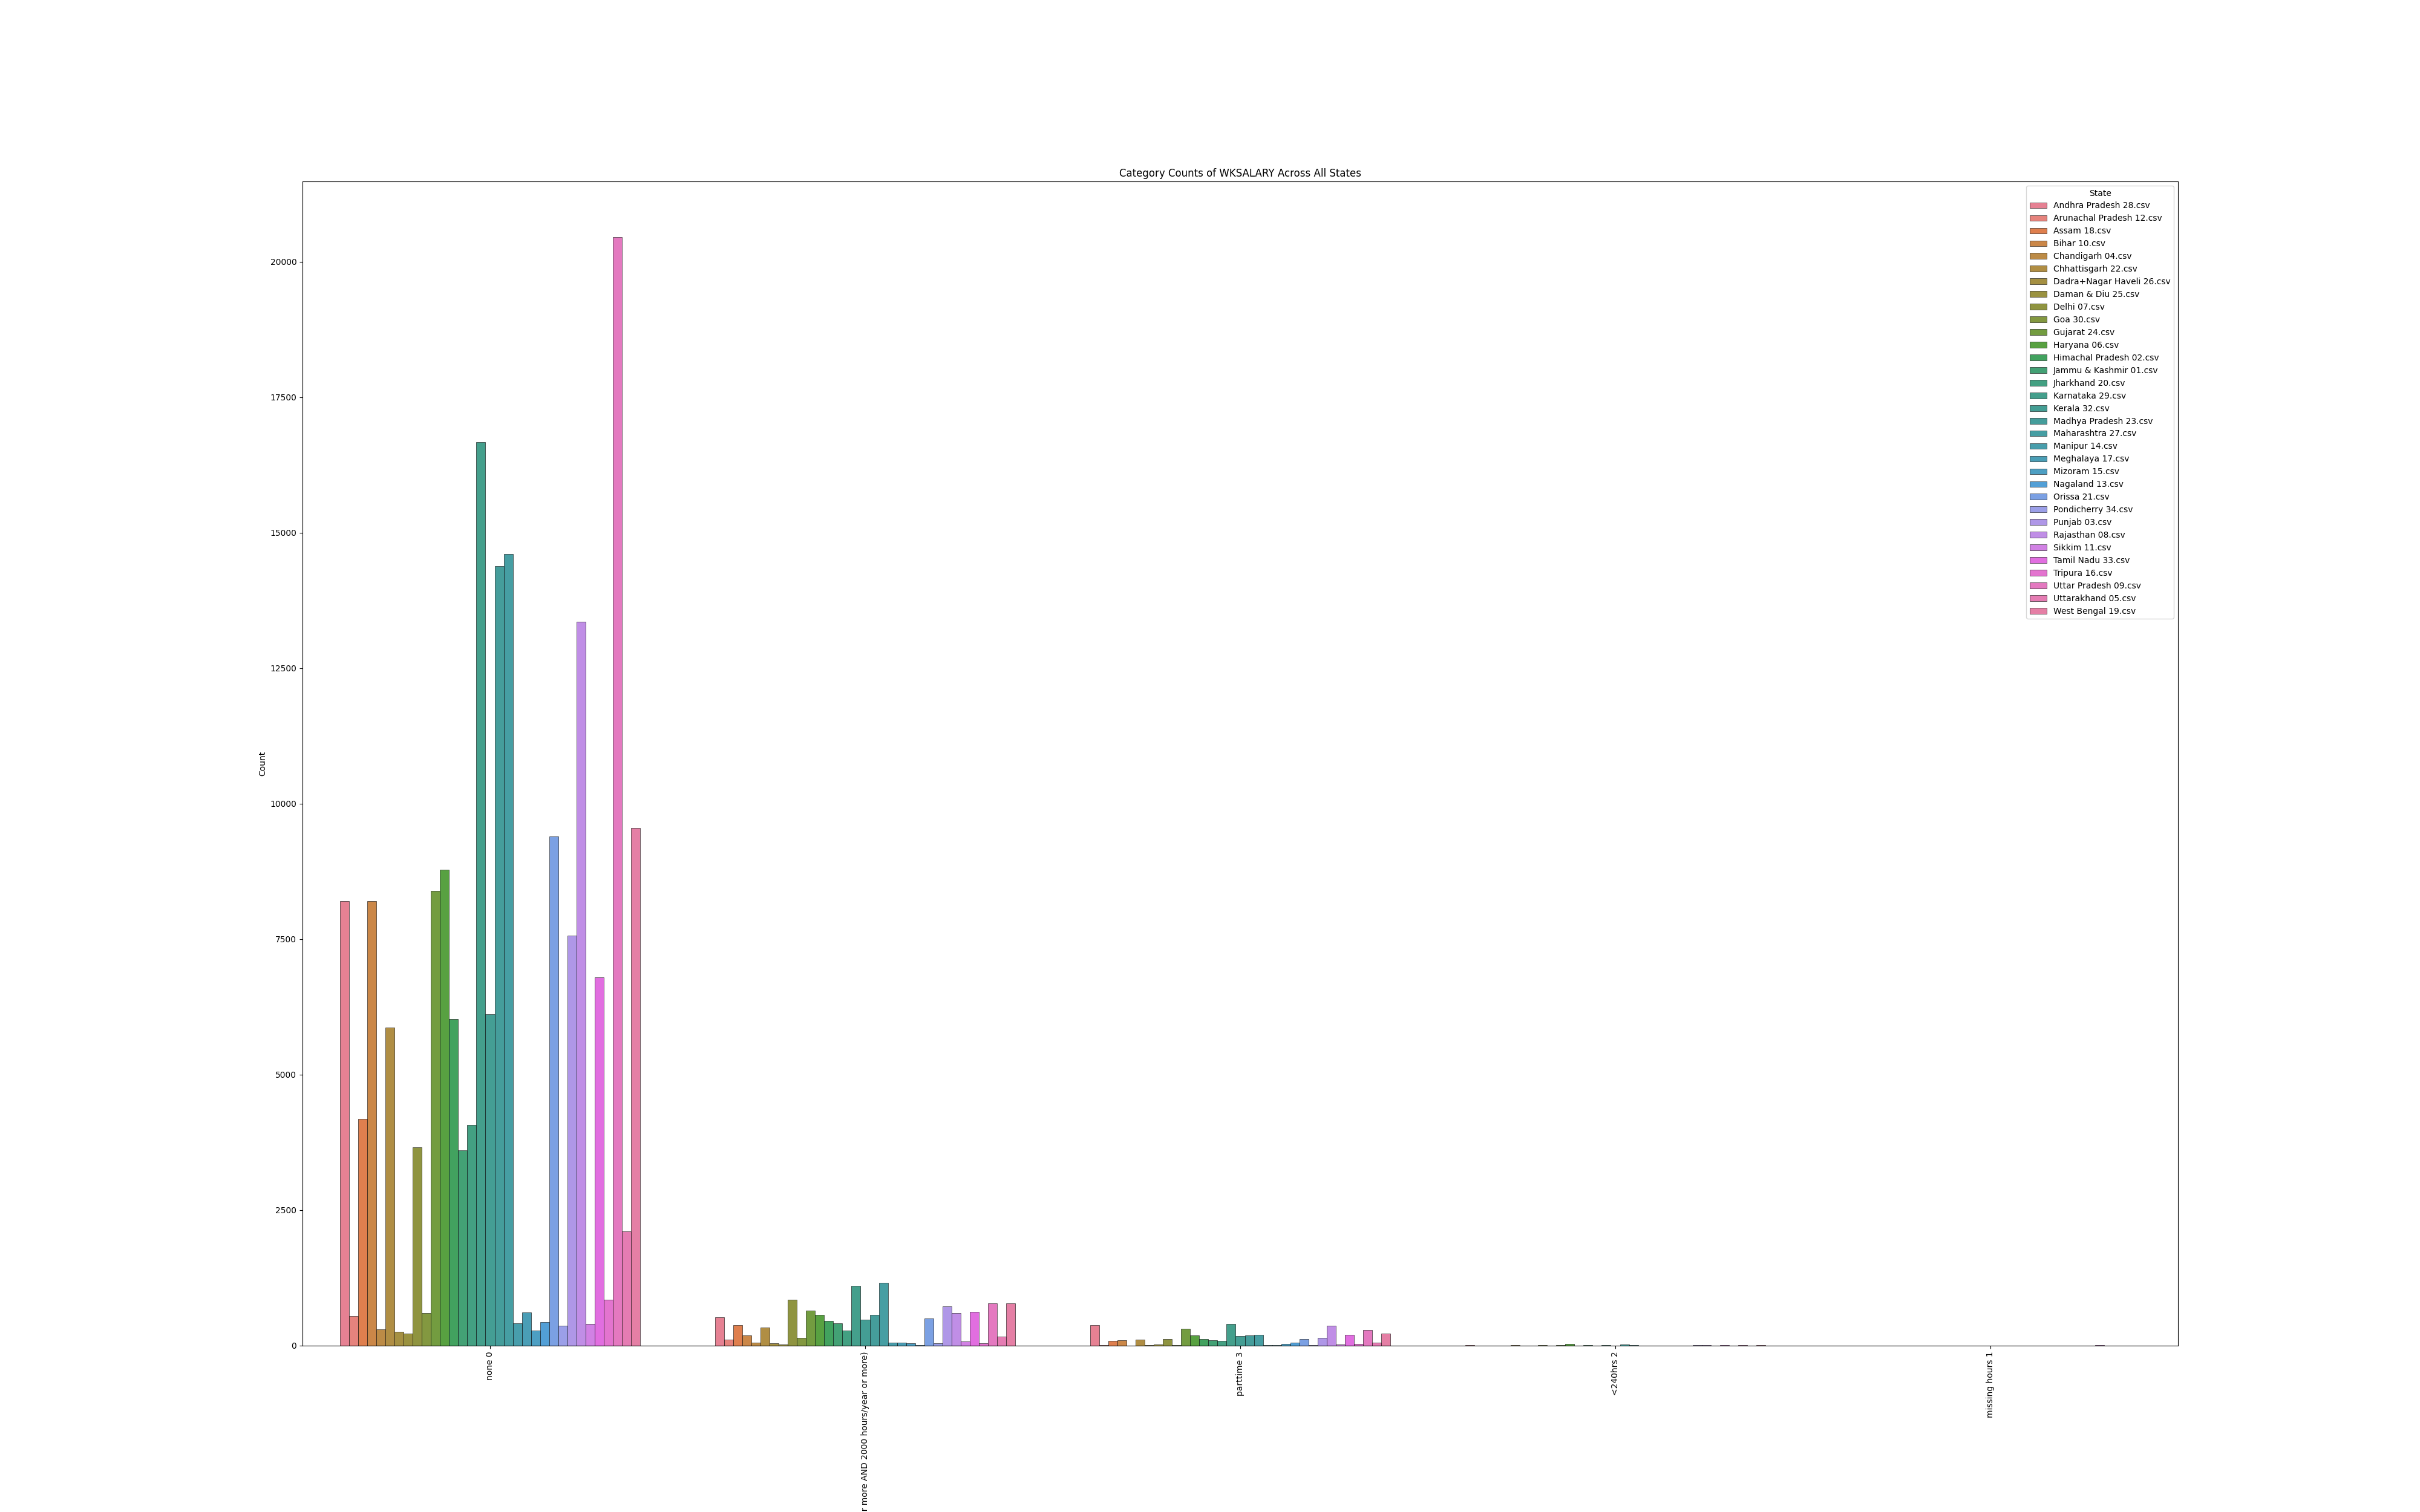 Category Counts of WKSALARY Across All States
State
Andhra Pradesh 28.csv
Arunachal Pradesh 12.csv
Assam 18.csv
Bihar 10.csv
Chandigarh 04.csv
Chhattisgarh 22.csv
Dadra+Nagar Haveli 26.csv
Daman & Diu 25.csv
Delhi 07.csv
Goa 30.csv
Gujarat 24.csv
Haryana 06.csv
Himachal Pradesh 02.csv
Jammu & Kashmir 01.csv
Jharkhand 20.csv
Karnataka 29.csv
Kerala 32.csv
Madhya Pradesh 23.csv
Maharashtra 27.csv
Manipur 14.csv
Meghalaya 17.csv
Mizoram 15.csv
Nagaland 13.csv
Orissa 21.csv
Pondicherry 34.csv
Punjab 03.csv
Rajasthan 08.csv
Sikkim 11.csv
Tamil Nadu 33.csv
Tripura 16.csv
Uttar Pradesh 09.csv
Uttarakhand 05.csv
West Bengal 19.csv
20000
17500
15000
12500
10000
7500
5000
2500
0
Count
none 0
r more AND 2000 hours/year or more)
parttime 3
<240hrs 2
missing hours 1